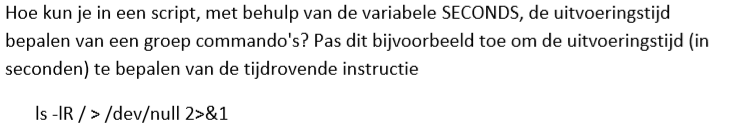 Hoe kun je in een script, met behulp van de variabele SECONDS, de uitvoeringstijd
bepalen van een groep commando's? Pas dit bijvoorbeeld toe om de uitvoeringstijd (in
seconden) te bepalen van de tijdrovende instructie
ls -lR / > /dev/null 2>&1